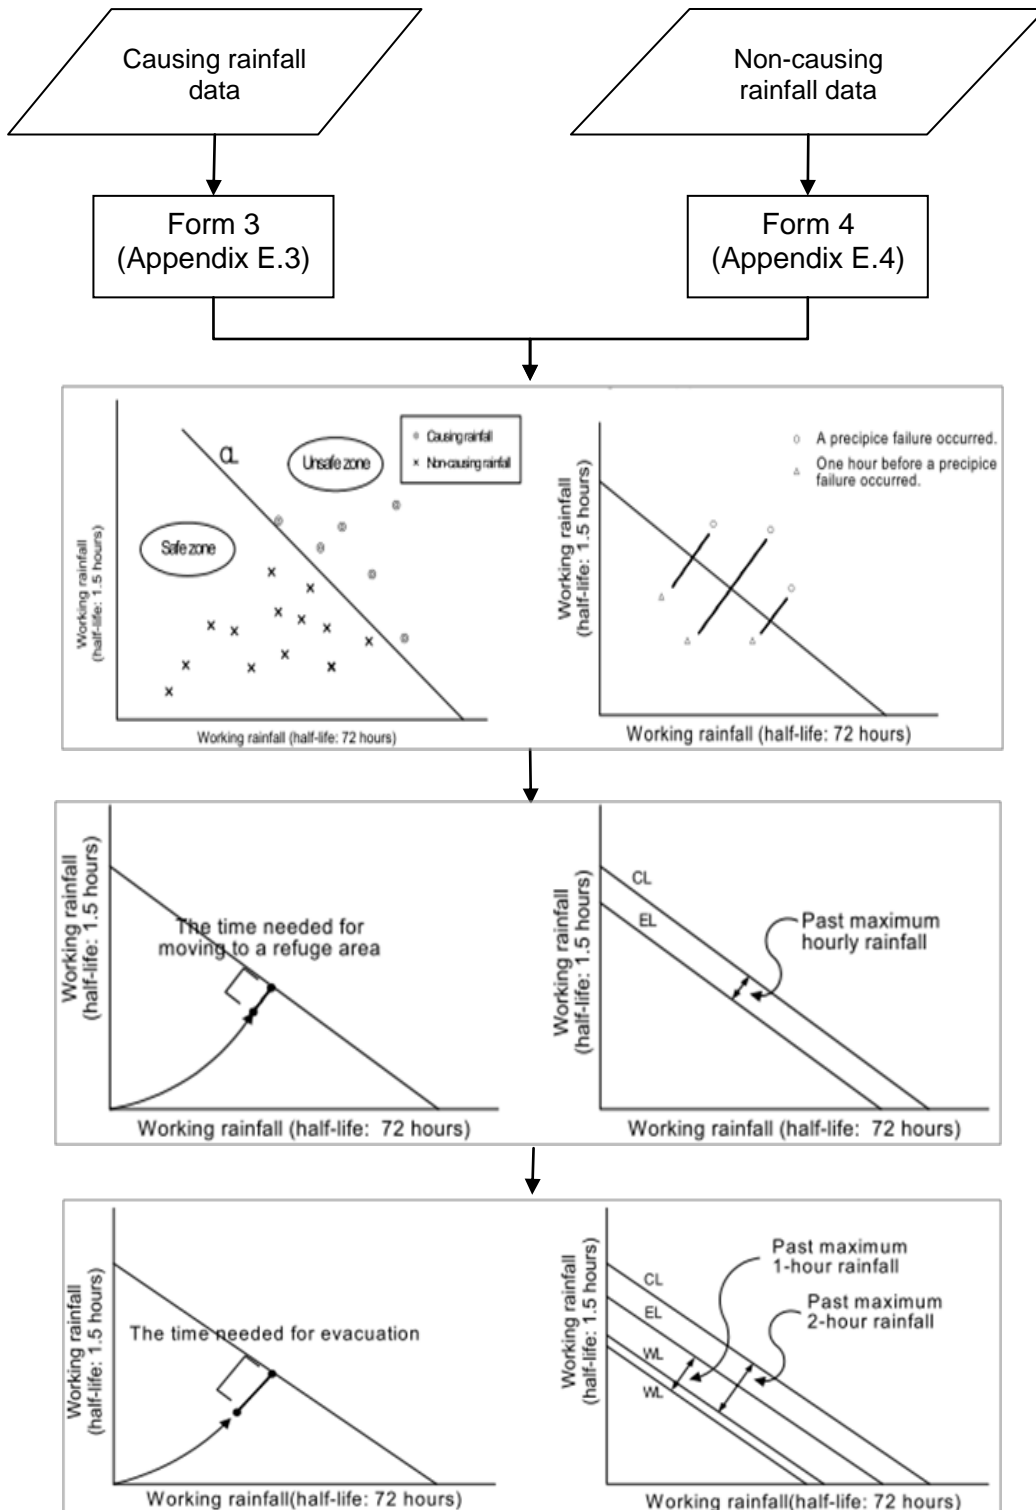 Causing rainfall
data
Non-causing
rainfall data
Form 3
(Appendix E.3)
Form 4
(Appendix E.4)
Working rainfall
(half-life: 1.5 hours)
CL
Unsafe zone
Safe zone
Causing rainfall
Non-causing rainfall
Working rainfall (half-life: 72 hours)
Working rainfall
(half-life: 1.5 hours)
A precipice failure occurred.
One hour before a precipice
failure occurred.
Working rainfall (half-life: 72 hours)
Working rainfall
(half-life: 1.5 hours)
The time needed for
moving to a refuge area
Working rainfall (half-life: 72 hours)
Working rainfall
(half-life: 1.5 hours)
CL
EL
Past maximum
hourly rainfall
Working rainfall (half-life: 72 hours)
Working rainfall
(half-life: 1.5 hours)
The time needed for evacuation
Working rainfall(half-life: 72 hours)
Working rainfall
(half-life: 1.5 hours)
CL
EL
WL
WL
Past maximum
1-hour rainfall
Past maximum
2-hour rainfall
Working rainfall(half-life: 72 hours)